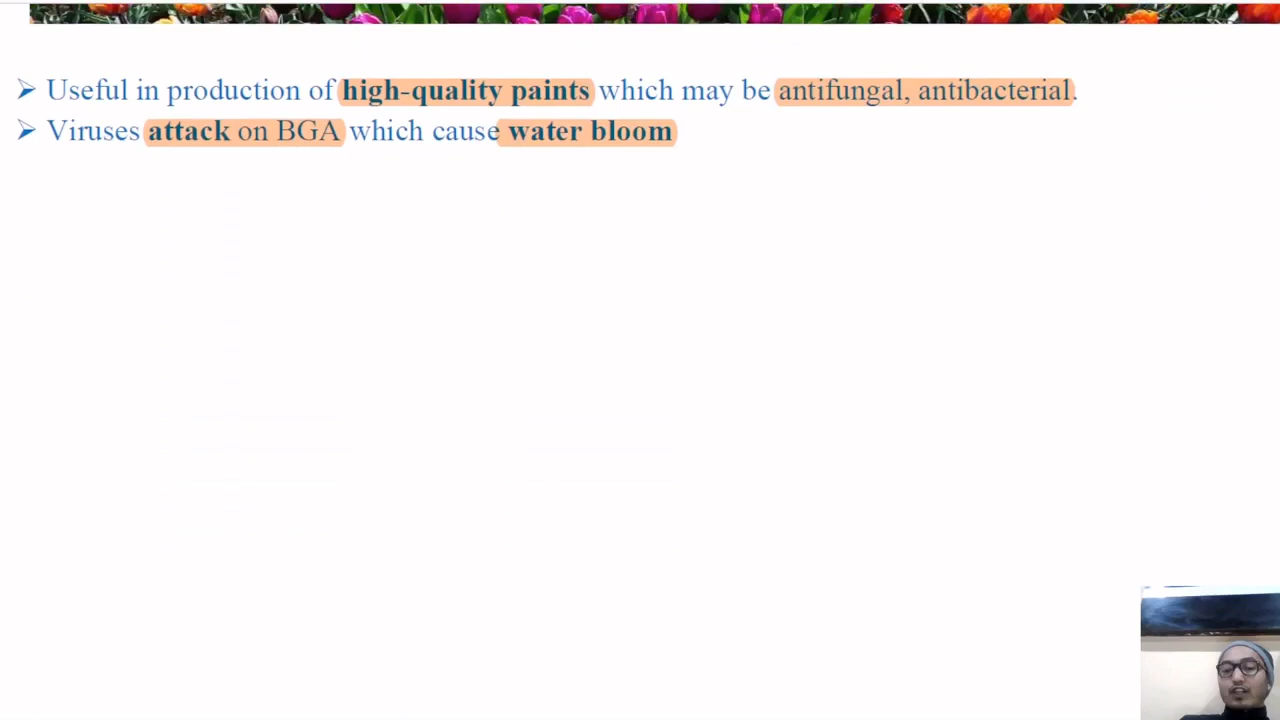 ➢ Useful in production of high-quality paints which may be antifungal, antibacterial.
➢ Viruses attack on BGA which cause water bloom